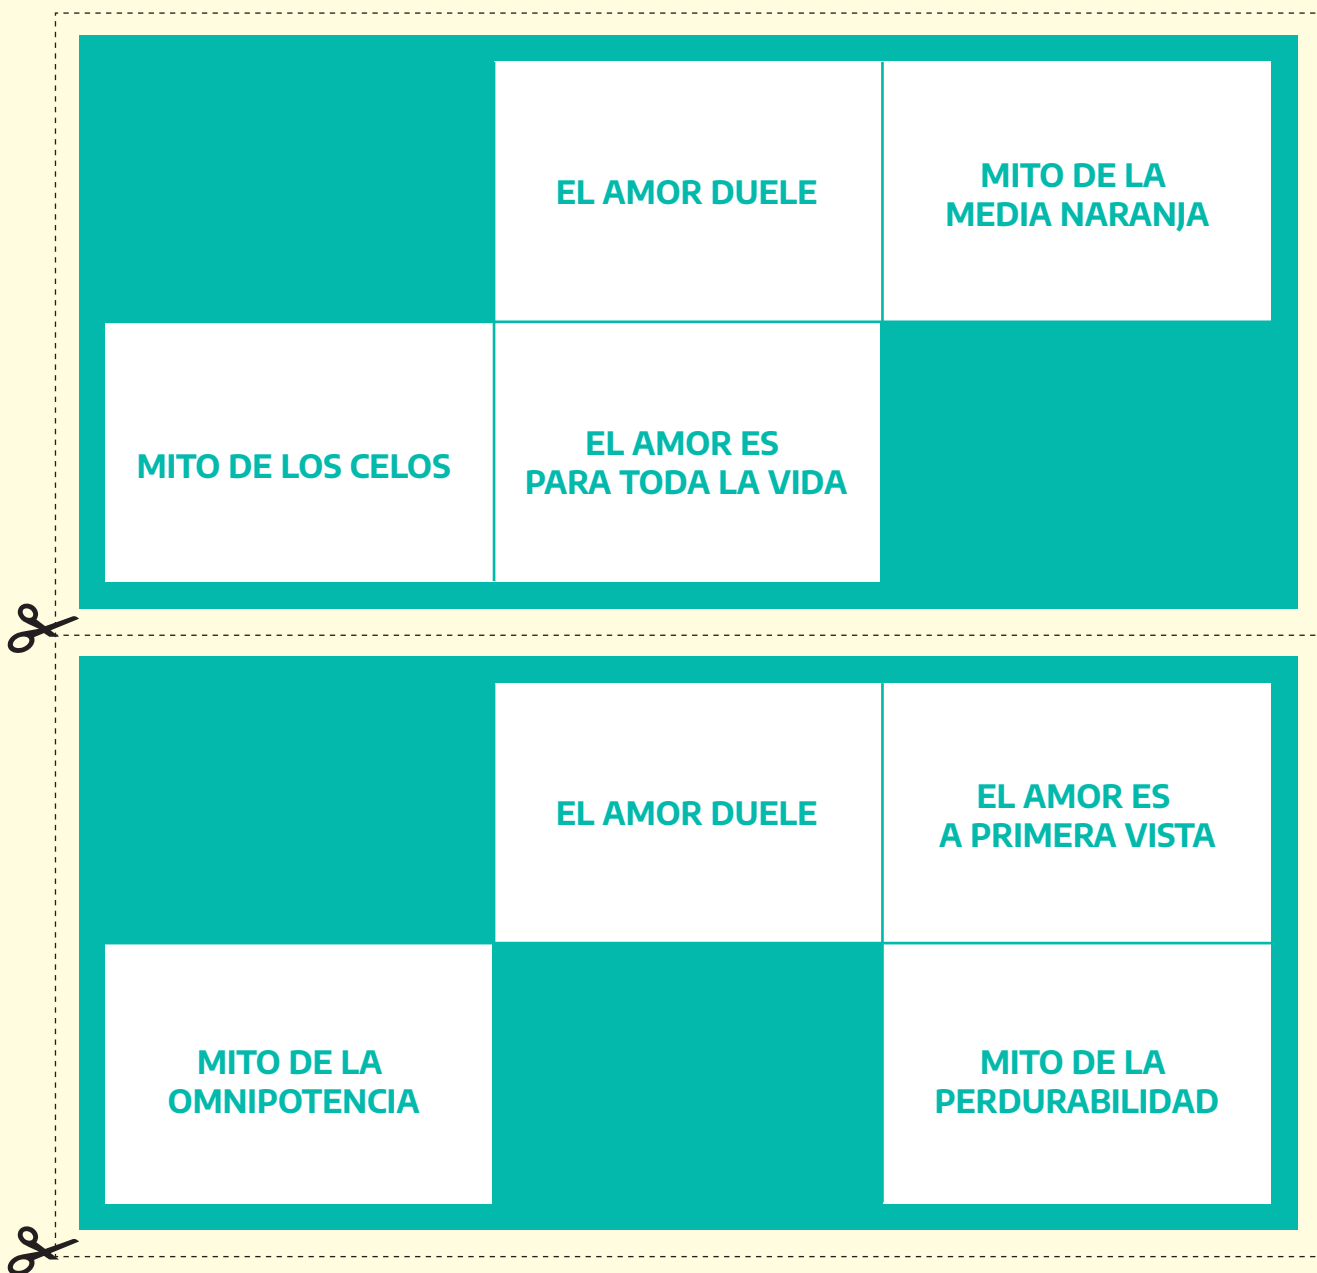 EL AMOR DUELE
MITO DE LA
MEDIA NARANJA
MITO DE LOS CELOS
EL AMOR ES
PARA TODA LA VIDA
EL AMOR DUELE
EL AMOR ES
A PRIMERA VISTA
MITO DE LA
OMNIPOTENCIA
MITO DE LA
PERDURABILIDAD